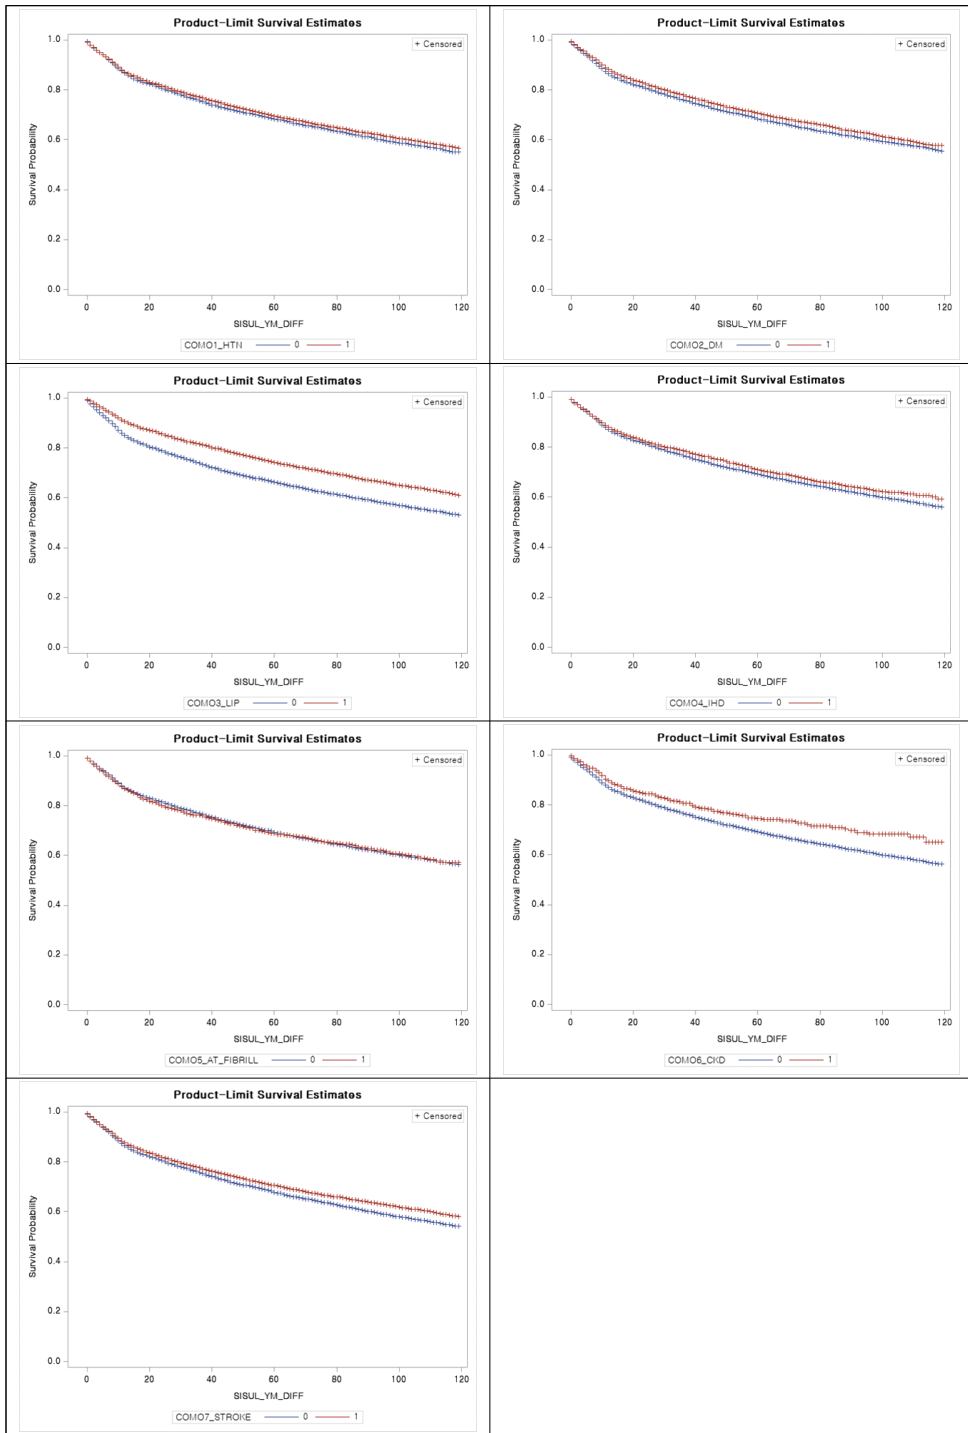 Product-Limit Survival Estimates
+ Censored
Survival Probability
1.0
0.8
0.6
0.4
0.2
0.0
0 20 40 60 80 100 120
SISUL_YM_DIFF
COMO1_HTN 0 1
Product-Limit Survival Estimates
+ Censored
Survival Probability
1.0
0.8
0.6
0.4
0.2
0.0
0 20 40 60 80 100 120
SISUL_YM_DIFF
COMO2_DM 0 1
Product-Limit Survival Estimates
+ Censored
Survival Probability
1.0
0.8
0.6
0.4
0.2
0.0
0 20 40 60 80 100 120
SISUL_YM_DIFF
COMO3_LIP 0 1
Product-Limit Survival Estimates
+ Censored
Survival Probability
1.0
0.8
0.6
0.4
0.2
0.0
0 20 40 60 80 100 120
SISUL_YM_DIFF
COMO4_IHD 0 1
Product-Limit Survival Estimates
+ Censored
Survival Probability
1.0
0.8
0.6
0.4
0.2
0.0
0 20 40 60 80 100 120
SISUL_YM_DIFF
COMO5_AT_FIBRILL 0 1
Product-Limit Survival Estimates
+ Censored
Survival Probability
1.0
0.8
0.6
0.4
0.2
0.0
0 20 40 60 80 100 120
SISUL_YM_DIFF
COMO6_CKD 0 1
Product-Limit Survival Estimates
+ Censored
Survival Probability
1.0
0.8
0.6
0.4
0.2
0.0
0 20 40 60 80 100 120
SISUL_YM_DIFF
COMO7_STROKE 0 1